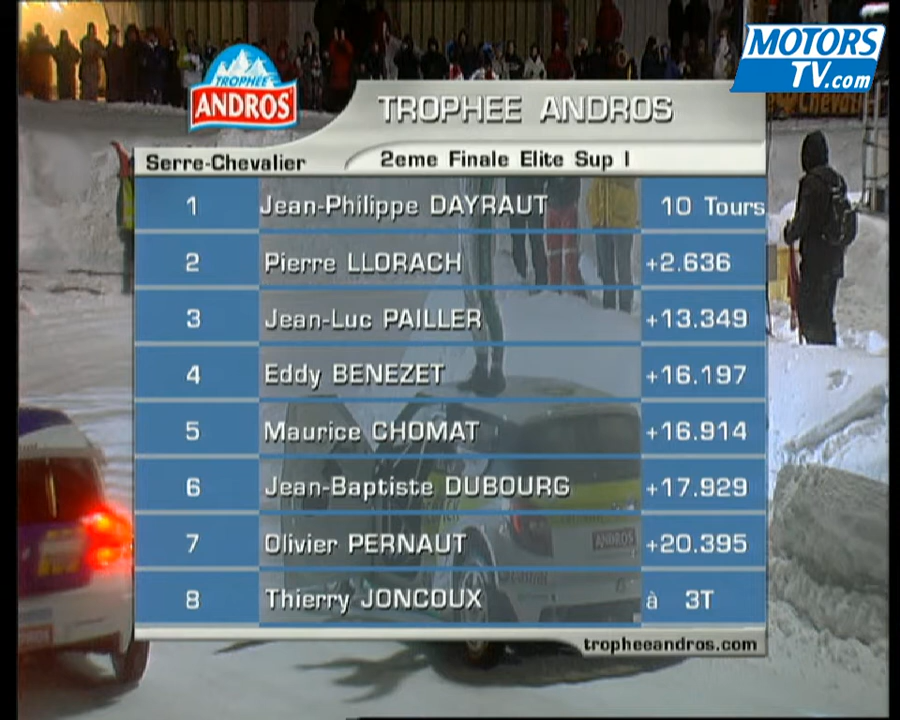 MOTORS
TV.com
TROPHEE
ANDROS
TROPHEE ANDROS
Serre-Chevalier
2eme Finale Elite Sup I
1 Jean-Philippe DAYRAUT 10 Tours
2 Pierre LLORACH +2.636
3 Jean-Luc PAILLER +13.349
4 Eddy BENEZET +16.197
5 Maurice CHOMAT +16.914
6 Jean-Baptiste DUBOURG +17.929
7 Olivier PERNAUT +20.395
8 Thierry JONCOUX à 3T
ANDROS
tropheeandros.com